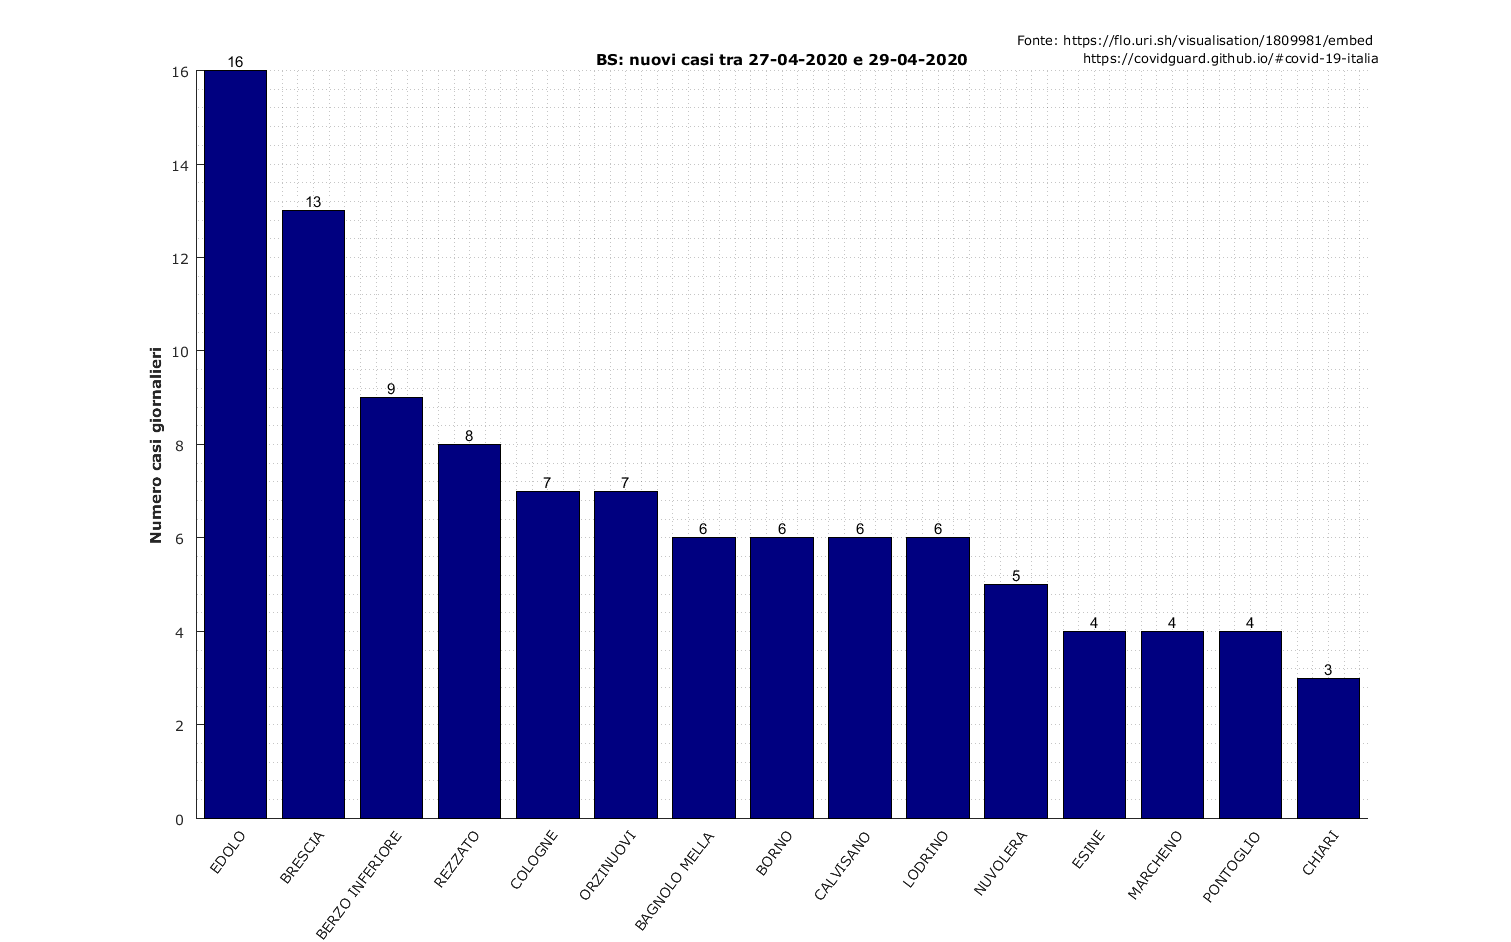 Fonte: https://flo.uri.sh/visualisation/1809981/embed
https://covidguard.github.io/#covid-19-italia
BS: nuovi casi tra 27-04-2020 e 29-04-2020
Numero casi giornalieri
16
14
12
10
8
6
4
2
0
16
13
9
8
7
7
6
6
6
6
5
4
4
4
3
EDOLO
BRESCIA
BERZO INFERIORE
REZZATO
COLOGNE
ORZINUOVI
BAGNOLO MELLA
BORNO
CALVISANO
LODRINO
NUVOLERA
ESINE
MARCHENO
PONTOGLIO
CHIARI